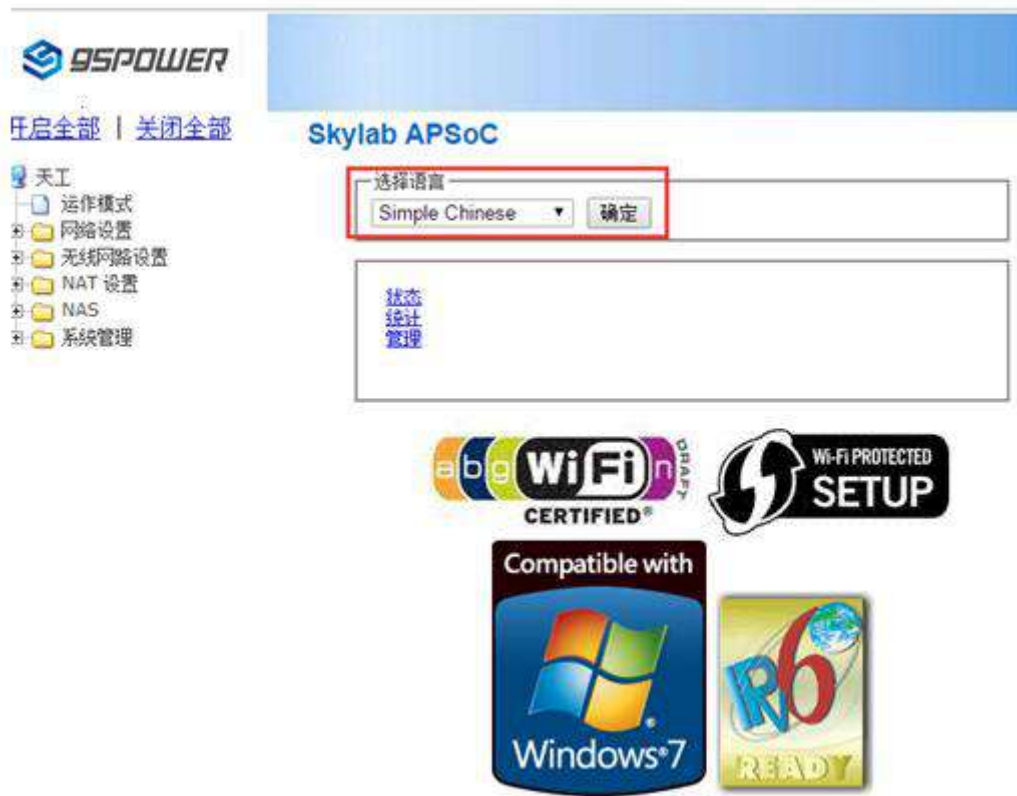 gspower
开启全部 | 关闭全部
天工
运作模式
网络设置
无线网路设置
NAT 设置
NAS
系统管理
Skylab APSoC
选择语言
Simple Chinese
确定
状态
统计
管理
a b g Wi Fi n DRAFT
CERTIFIED®
Wi-Fi PROTECTED
SETUP
Compatible with
Windows®7
IPv6
READY